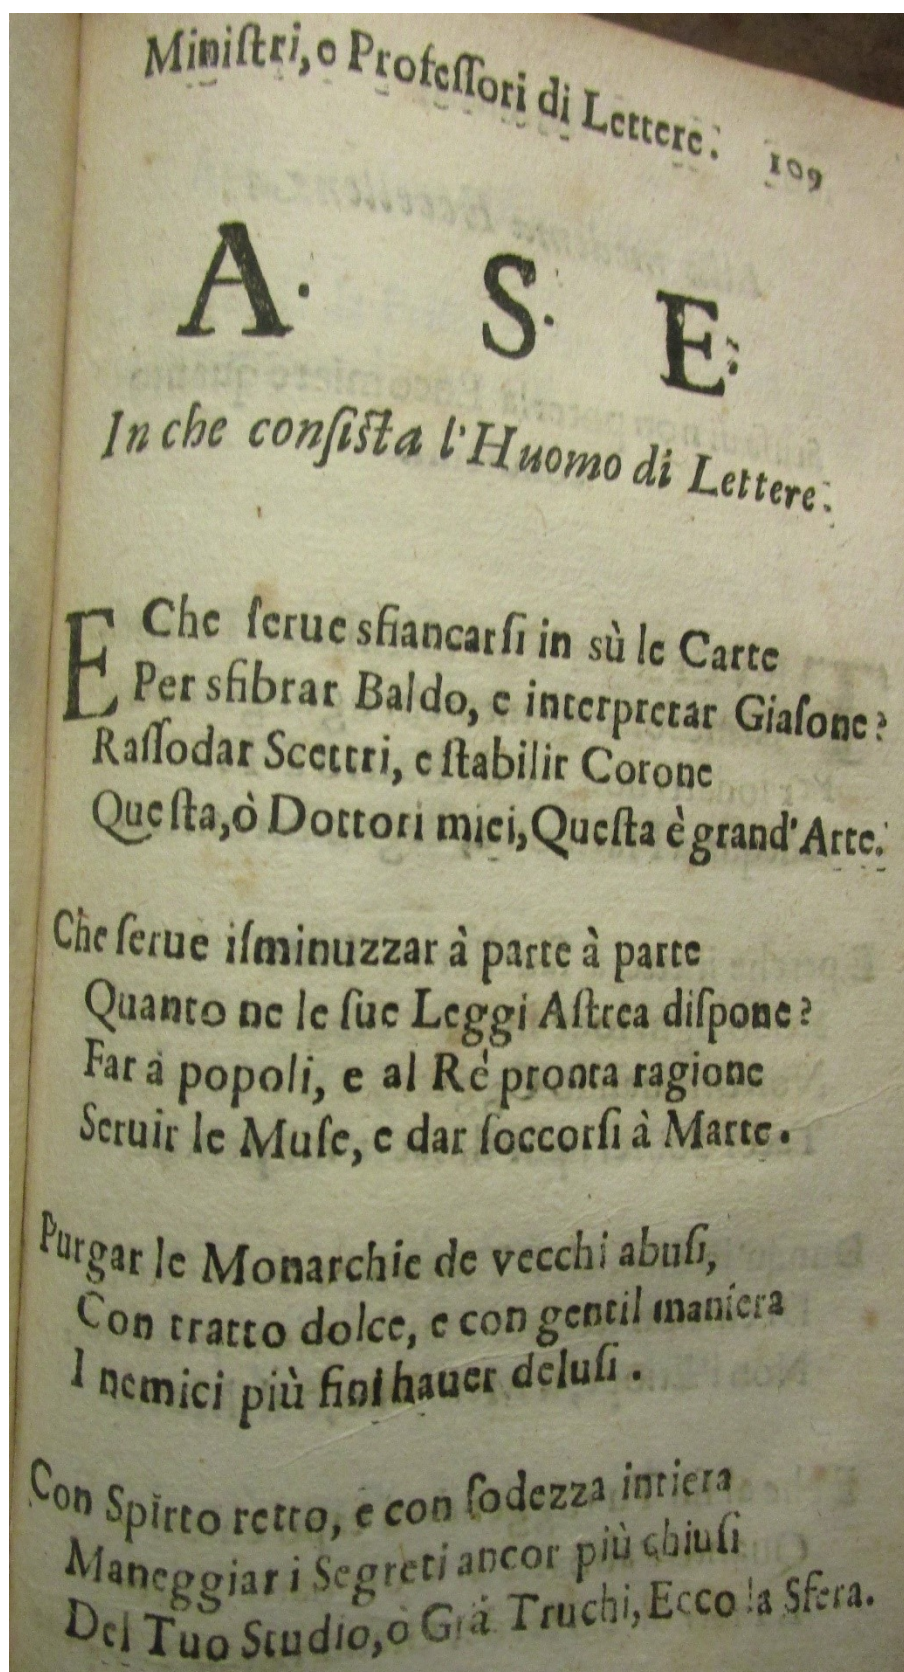 Miniſtri, o Profeſſori di Lettere. 109
A. S. E.
In che conſiſta l'Huomo di Lettere.
E Che ſerue sfiancarſi in sù le Carte
Per sfibrar Baldo, e interpretar Giaſone?
Raſſodar Scettri, e ſtabilir Corone
Queſta, ò Dottori miei, Queſta è grand'Arte.
Che ſerue iſminuzzar à parte à parte
Quanto ne le ſue Leggi Aſtrea diſpone?
Far à popoli, e al Rè pronta ragione
Seruir le Muſe, e dar ſoccorſi à Marte.
Purgar le Monarchie de vecchi abuſi,
Con tratto dolce, e con gentil maniera
I nemici più fini hauer deluſi.
Con Spirto retto, e con ſodezza intiera
Maneggiar i Segreti ancor più chiuſi
Del Tuo Studio, ò Grá Truchi, Ecco la Sfera.